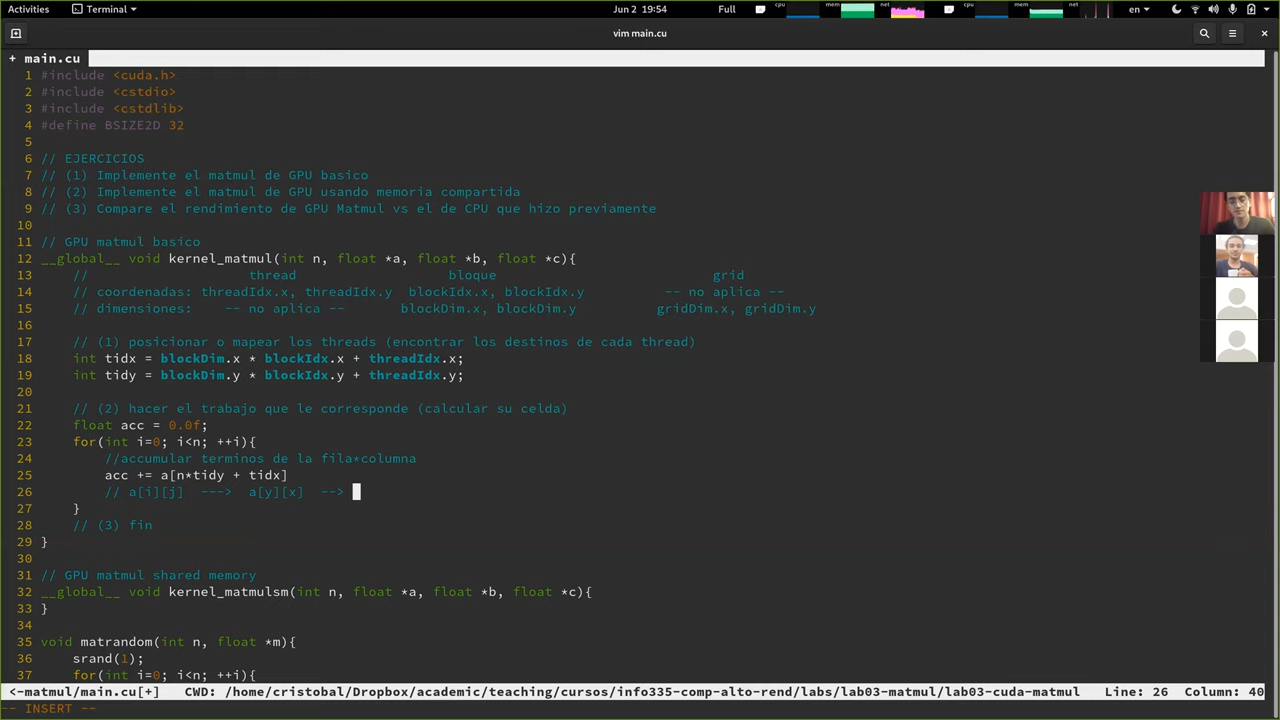 Activities Terminal Jun 2 19:54 Full cpu mem net cpu mem net en
vim main.cu
+ main.cu
1 #include <cuda.h>
2 #include <cstdio>
3 #include <cstdlib>
4 #define BSIZE2D 32
5
6 // EJERCICIOS
7 // (1) Implemente el matmul de GPU basico
8 // (2) Implemente el matmul de GPU usando memoria compartida
9 // (3) Compare el rendimiento de GPU Matmul vs el de CPU que hizo previamente
10
11 // GPU matmul basico
12 __global__ void kernel_matmul(int n, float *a, float *b, float *c){
13 // thread bloque grid
14 // coordenadas: threadIdx.x, threadIdx.y blockIdx.x, blockIdx.y -- no aplica --
15 // dimensiones: -- no aplica -- blockDim.x, blockDim.y gridDim.x, gridDim.y
16
17 // (1) posicionar o mapear los threads (encontrar los destinos de cada thread)
18 int tidx = blockDim.x * blockIdx.x + threadIdx.x;
19 int tidy = blockDim.y * blockIdx.y + threadIdx.y;
20
21 // (2) hacer el trabajo que le corresponde (calcular su celda)
22 float acc = 0.0f;
23 for(int i=0; i<n; ++i){
24 //accumular terminos de la fila*columna
25 acc += a[n*tidy + tidx]
26 // a[i][j] ---> a[y][x] -->
27 }
28 // (3) fin
29 }
30
31 // GPU matmul shared memory
32 __global__ void kernel_matmulsm(int n, float *a, float *b, float *c){
33 }
34
35 void matrandom(int n, float *m){
36 srand(1);
37 for(int i=0; i<n; ++i){
<-matmul/main.cu[+] CWD: /home/cristobal/Dropbox/academic/teaching/cursos/info335-comp-alto-rend/labs/lab03-matmul/lab03-cuda-matmul Line: 26 Column: 40
-- INSERT --